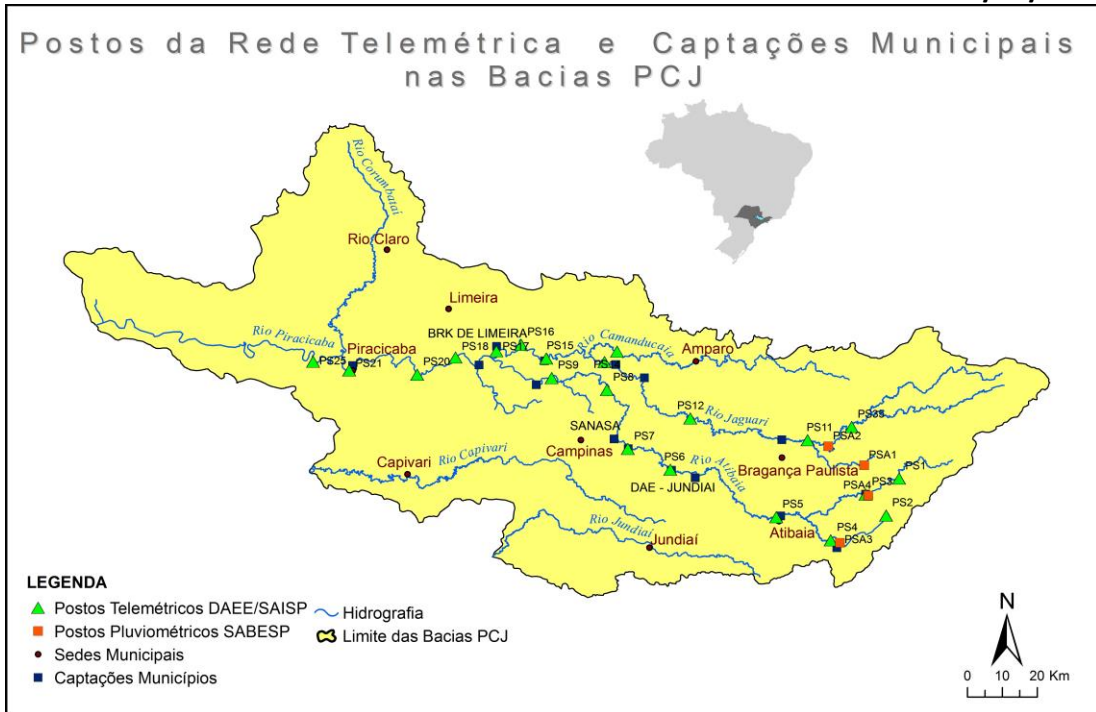 Postos da Rede Telemétrica e Captações Municipais
nas Bacias PCJ
Rio Corumbataí
Rio Claro
Limeira
BRK DE LIMEIRA
PS16
PS18
PS17
PS15
Rio Camanducaia
Amparo
Rio Piracicaba
Piracicaba
PS25
PS21
PS20
PS9
PS8
PS12
Rio Jaguari
PS11
PS38
PSA2
SANASA
Campinas
PS7
Rio Atibaia
PS6
DAE - JUNDIAI
Bragança Paulista
PSA1
PS1
PS3
PSA4
PS2
Capivari
Rio Capivari
PS5
Atibaia
PS4
PSA3
Rio Jundiaí
Jundiaí
LEGENDA
Postos Telemétricos DAEE/SAISP
Hidrografia
Postos Pluviométricos SABESP
Limite das Bacias PCJ
Sedes Municipais
Captações Municípios
N
0 10 20 Km